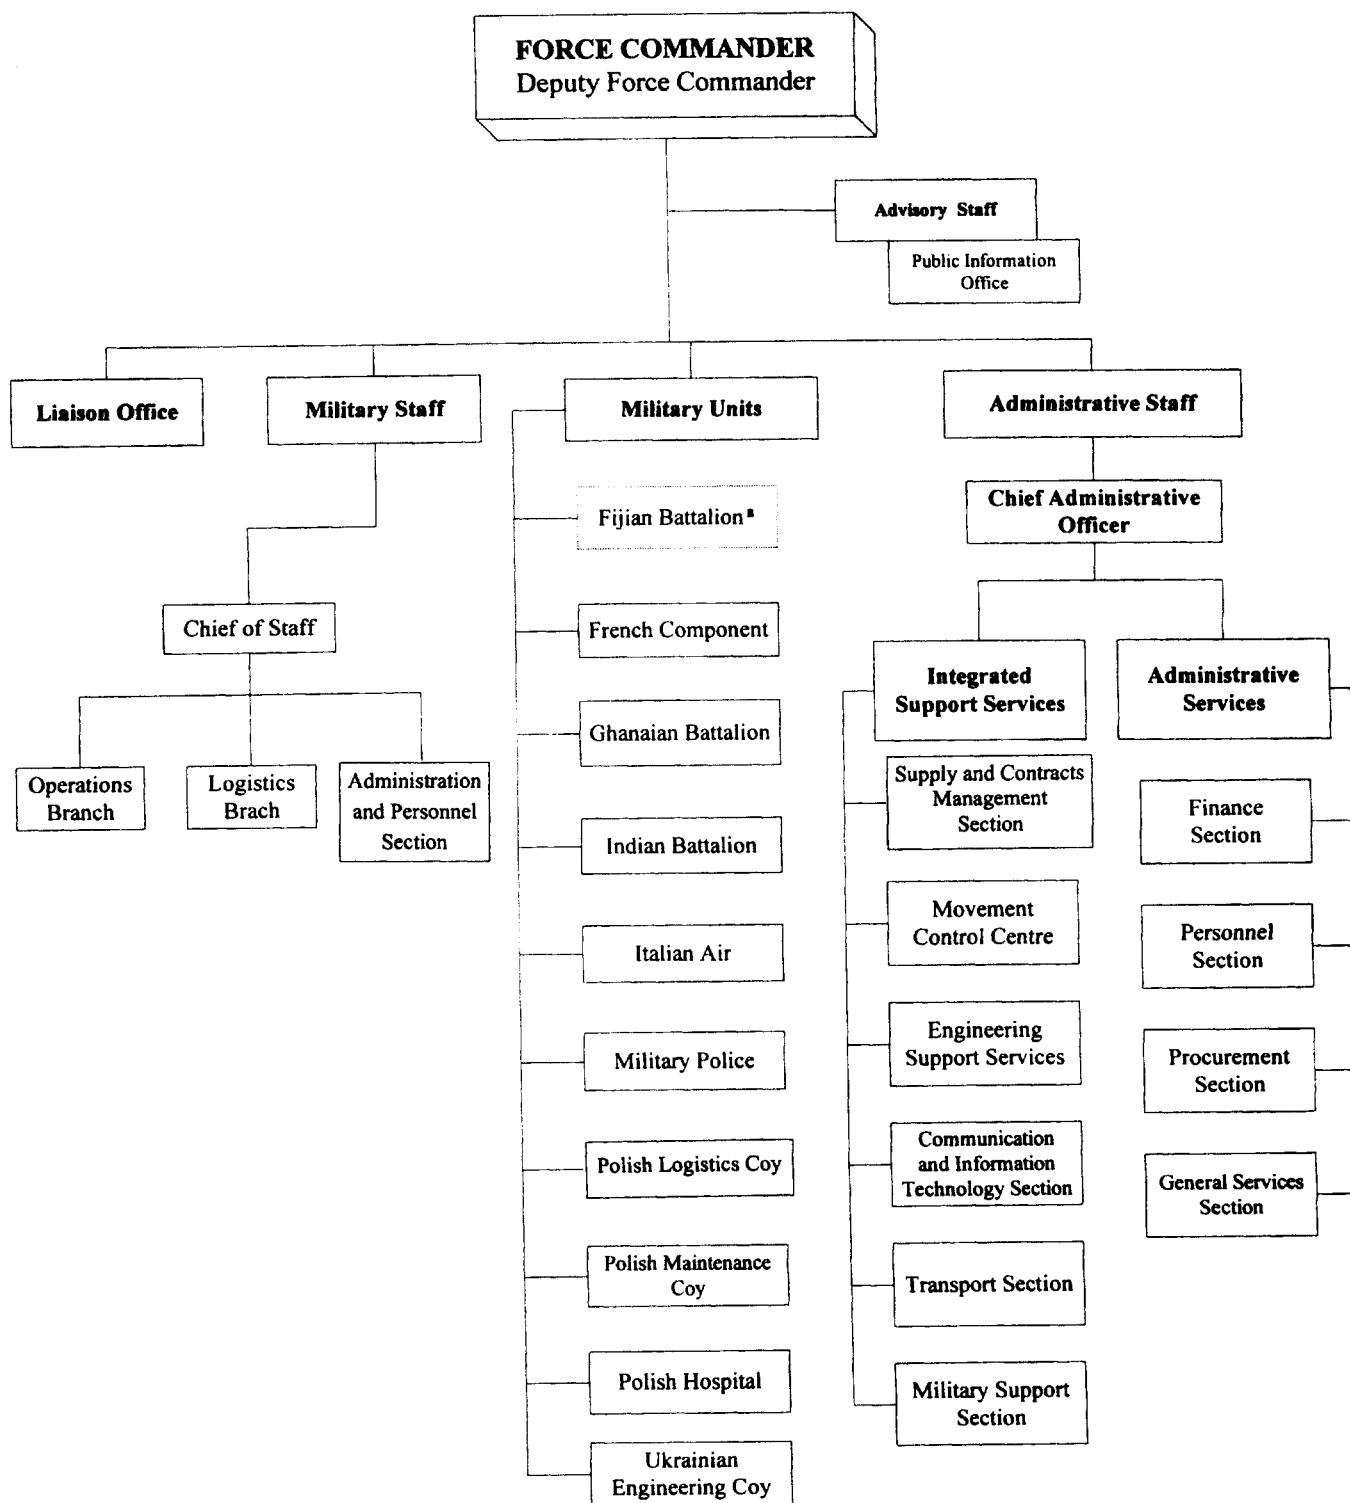 FORCE COMMANDER
Deputy Force Commander
Advisory Staff
Public Information
Office
Liaison Office
Military Staff
Military Units
Administrative Staff
Chief Administrative
Officer
Chief of Staff
Operations
Branch
Logistics
Brach
Administration
and Personnel
Section
Fijian Battalionᵃ
French Component
Ghanaian Battalion
Indian Battalion
Italian Air
Military Police
Polish Logistics Coy
Polish Maintenance
Coy
Polish Hospital
Ukrainian
Engineering Coy
Integrated
Support Services
Supply and Contracts
Management
Section
Movement
Control Centre
Engineering
Support Services
Communication
and Information
Technology Section
Transport Section
Military Support
Section
Administrative
Services
Finance
Section
Personnel
Section
Procurement
Section
General Services
Section